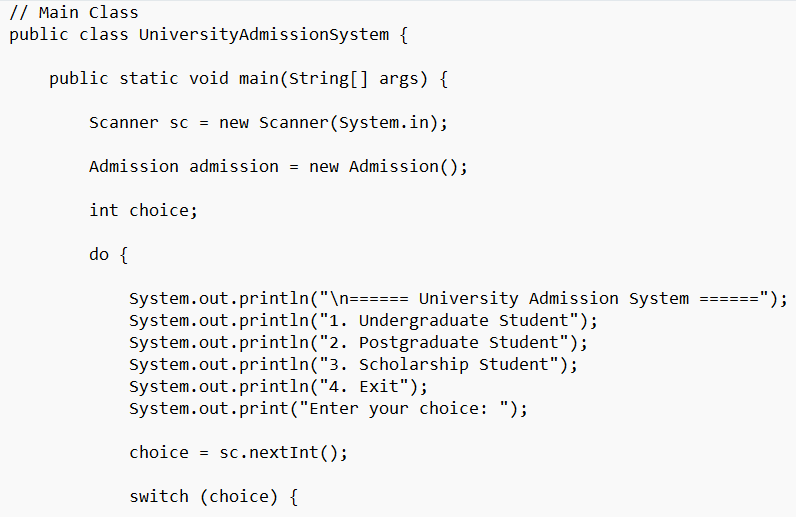 // Main Class
public class UniversityAdmissionSystem {
public static void main(String[] args) {
Scanner sc = new Scanner(System.in);
Admission admission = new Admission();
int choice;
do {
System.out.println("\n====== University Admission System ======");
System.out.println("1. Undergraduate Student");
System.out.println("2. Postgraduate Student");
System.out.println("3. Scholarship Student");
System.out.println("4. Exit");
System.out.print("Enter your choice: ");
choice = sc.nextInt();
switch (choice) {